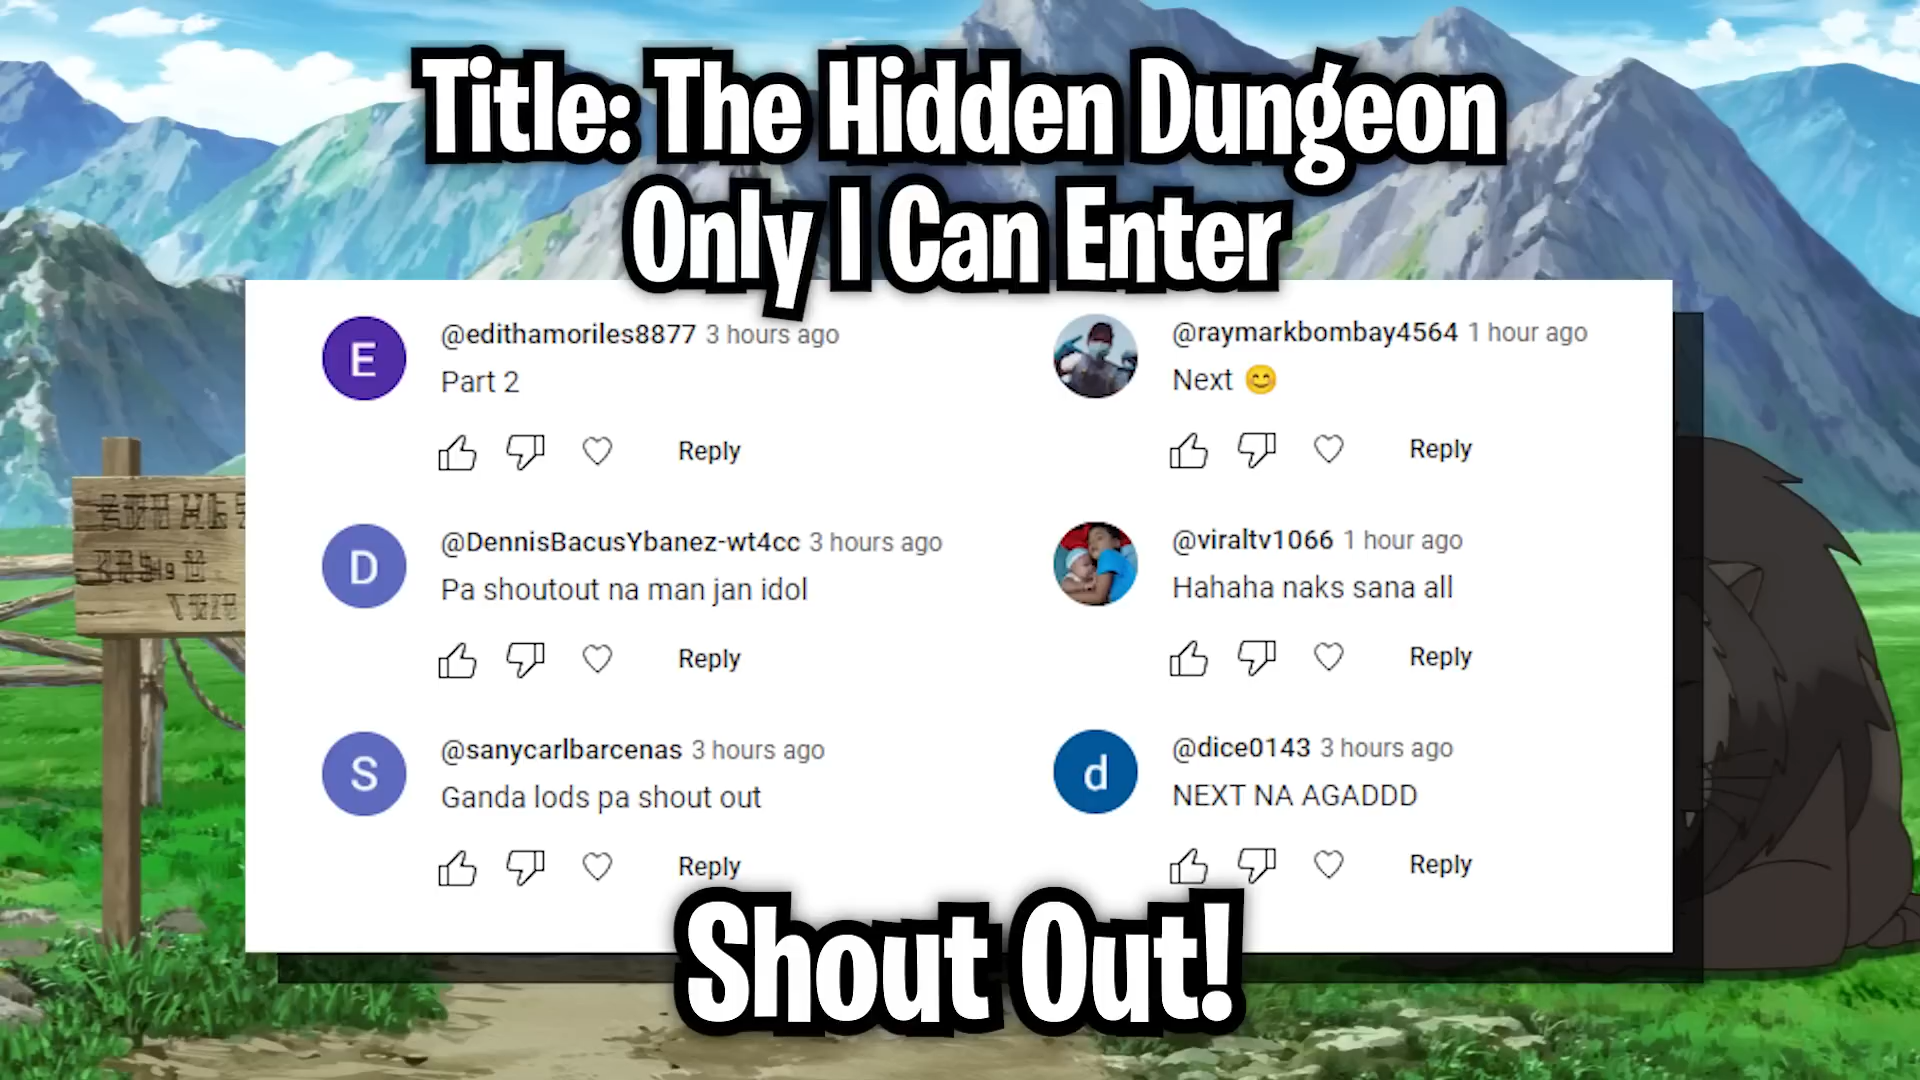 Title: The Hidden Dungeon
Only I Can Enter
E
@edithamoriles8877 3 hours ago
Part 2
Reply
D
@DennisBacusYbanez-wt4cc 3 hours ago
Pa shoutout na man jan idol
Reply
S
@sanycarlbarcenas 3 hours ago
Ganda lods pa shout out
Reply
@raymarkbombay4564 1 hour ago
Next 😊
Reply
@viraltv1066 1 hour ago
Hahaha naks sana all
Reply
d
@dice0143 3 hours ago
NEXT NA AGADDD
Reply
Shout Out!